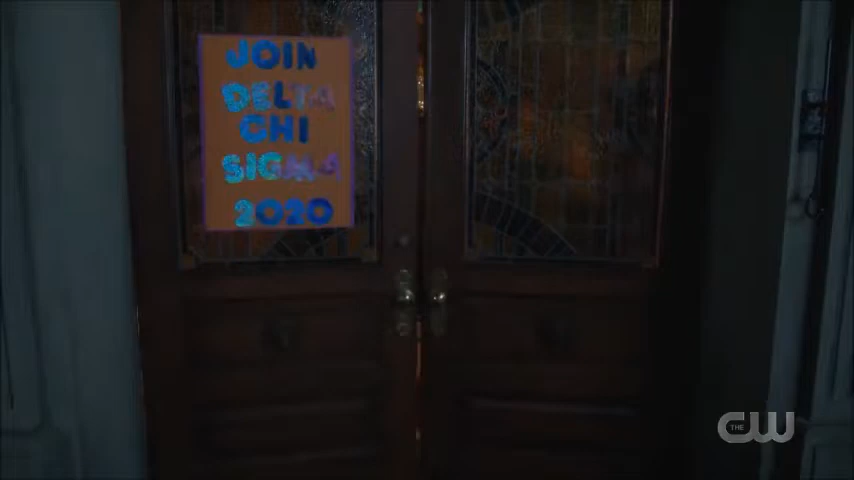 JOIN
DELTA
CHI
SIGMA
2020
THE CW